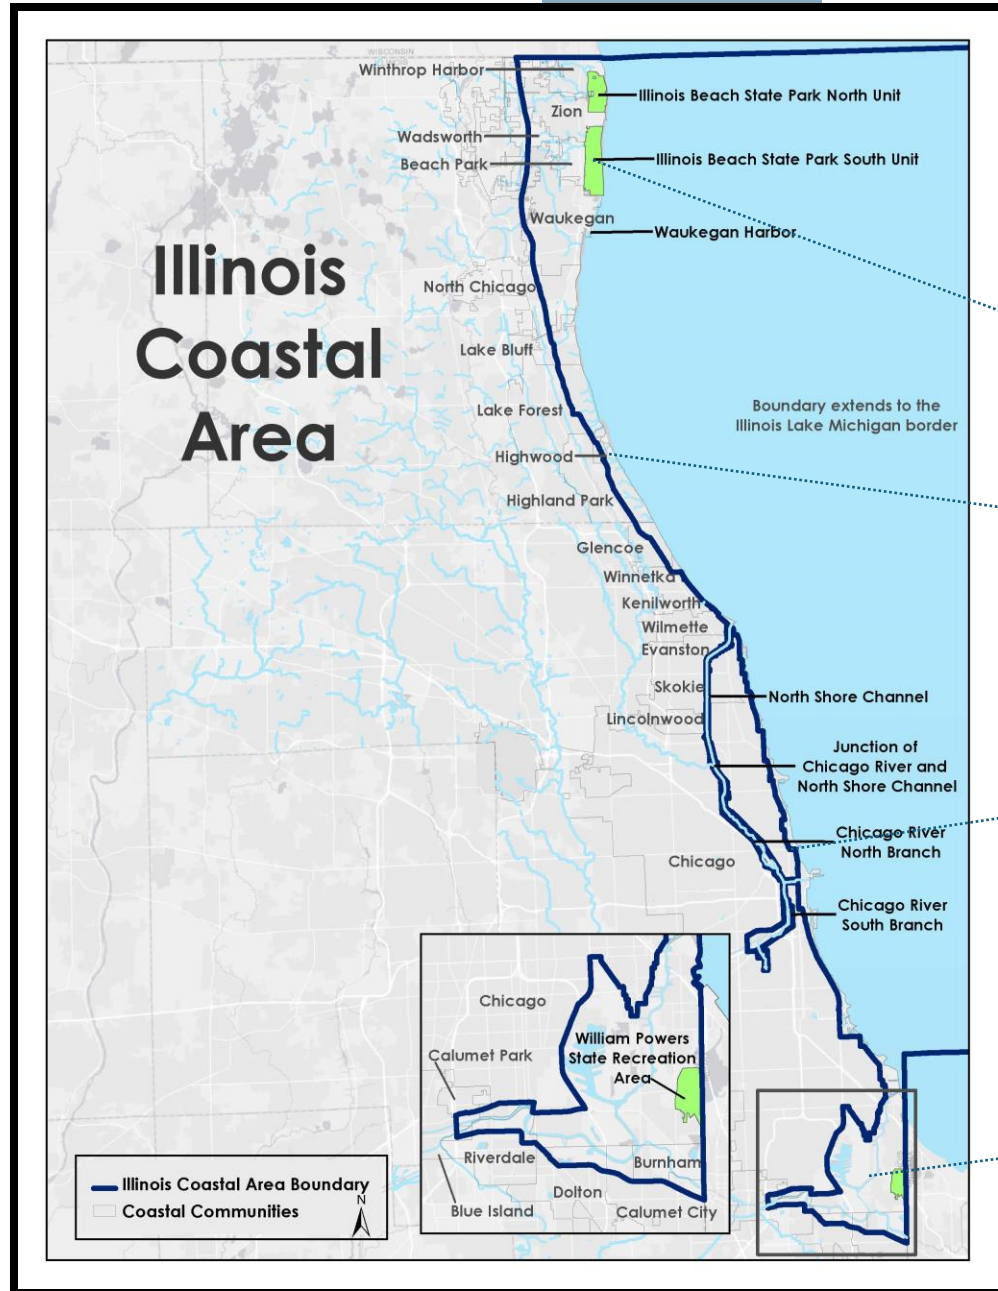 WISCONSIN
Winthrop Harbor
Illinois Beach State Park North Unit
Zion
Wadsworth
Beach Park
Illinois Beach State Park South Unit
Waukegan
Waukegan Harbor
Illinois
Coastal
Area
North Chicago
Lake Bluff
Lake Forest
Boundary extends to the
Illinois Lake Michigan border
Highwood
Highland Park
Glencoe
Winnetka
Kenilworth
Wilmette
Evanston
Skokie
North Shore Channel
Lincolnwood
Junction of
Chicago River and
North Shore Channel
Chicago River
North Branch
Chicago
Chicago River
South Branch
Chicago
William Powers
State Recreation
Area
Calumet Park
Riverdale
Burnham
Dolton
Blue Island
Calumet City
Illinois Coastal Area Boundary
Coastal Communities
N